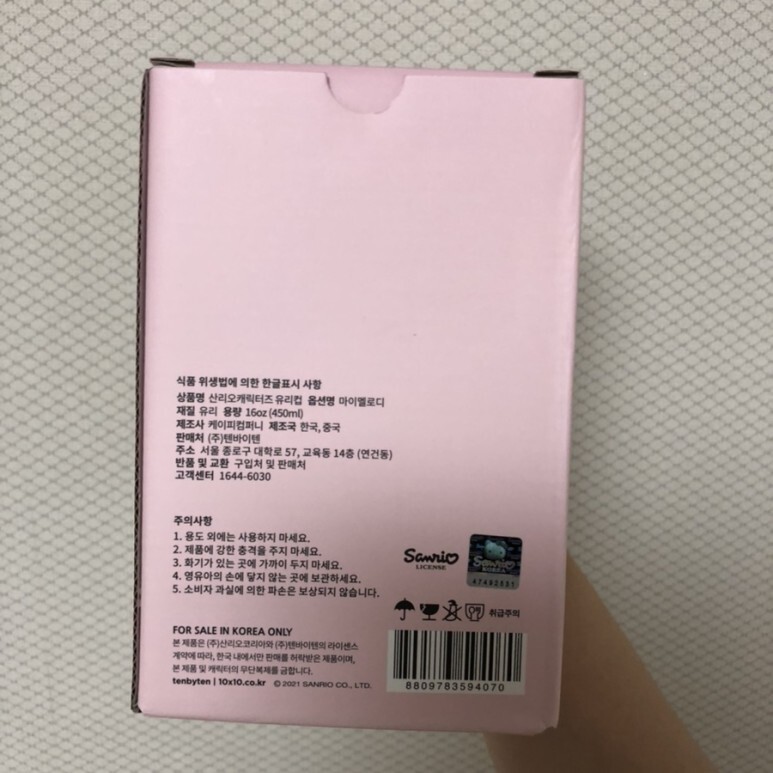 식품 위생법에 의한 한글표시 사항
상품명 산리오캐릭터즈 유리컵 옵션명 마이멜로디
재질 유리 용량 16oz (450ml)
제조사 케이피컴퍼니 제조국 한국, 중국
판매처 (주)텐바이텐
주소 서울 종로구 대학로 57, 교육동 14층 (연건동)
반품 및 교환 구입처 및 판매처
고객센터 1644-6030
주의사항
1. 용도 외에는 사용하지 마세요.
2. 제품에 강한 충격을 주지 마세요.
3. 화기가 있는 곳에 가까이 두지 마세요.
4. 영유아의 손에 닿지 않는 곳에 보관하세요.
5. 소비자 과실에 의한 파손은 보상되지 않습니다.
Sanrio
LICENSE
Sanrio
47492551
취급주의
FOR SALE IN KOREA ONLY
본 제품은 (주)산리오코리아와 (주)텐바이텐의 라이센스
계약에 따라, 한국 내에서만 판매를 허락받은 제품이며,
본 제품 및 캐릭터의 무단복제를 금합니다.
tenbyten | 10x10.co.kr © 2021 SANRIO CO., LTD.
8809783594070